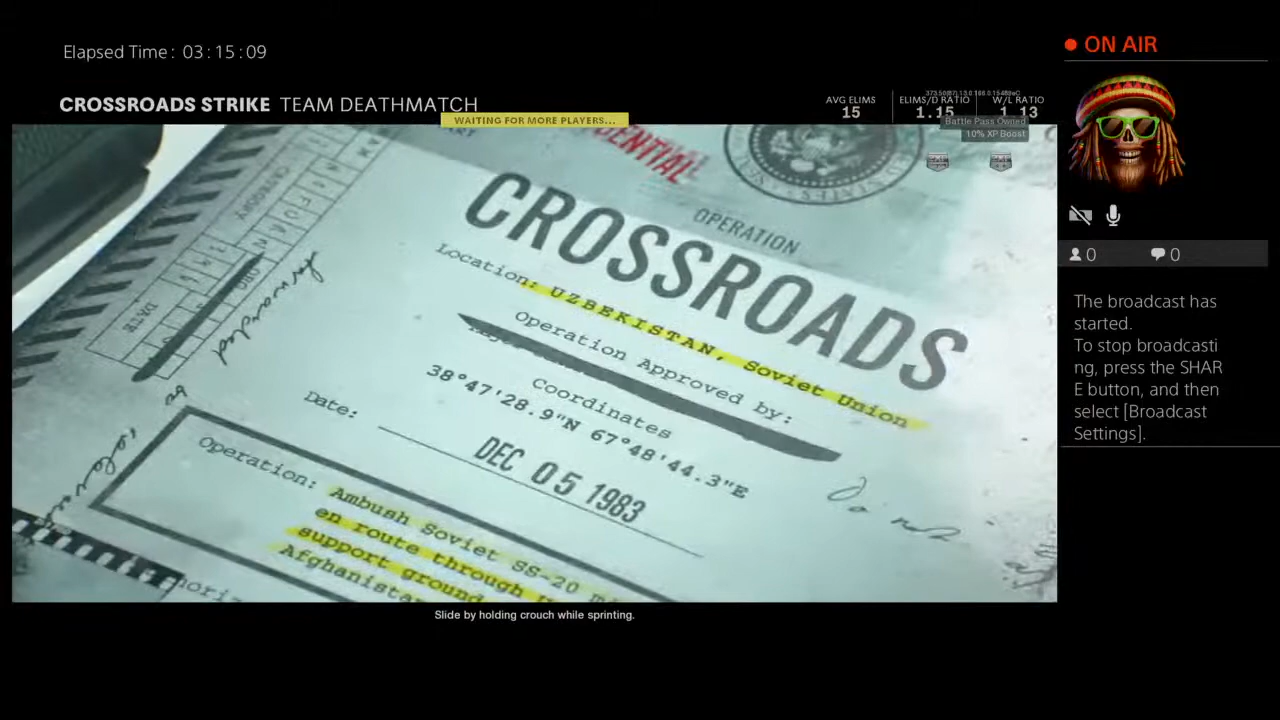 Elapsed Time: 03:15:09
ON AIR
CROSSROADS STRIKE TEAM DEATHMATCH
AVG ELIMS
15
ELIMS/D RATIO
1.15
W/L RATIO
1.13
WAITING FOR MORE PLAYERS...
Battle Pass Owned
10% XP Boost
OPERATION
CROSSROADS
CATEGORY
DATE
forwarded
Location: UZBEKISTAN, Soviet Union
Operation Approved by:
Coordinates
38°47'28.9"N 67°48'44.3"E
Date:
DEC 05 1983
Operation: Ambush Soviet SS-20
en route through
support ground
Afghanistan
0
0
The broadcast has
started.
To stop broadcasti
ng, press the SHAR
E button, and then
select [Broadcast
Settings].
Slide by holding crouch while sprinting.